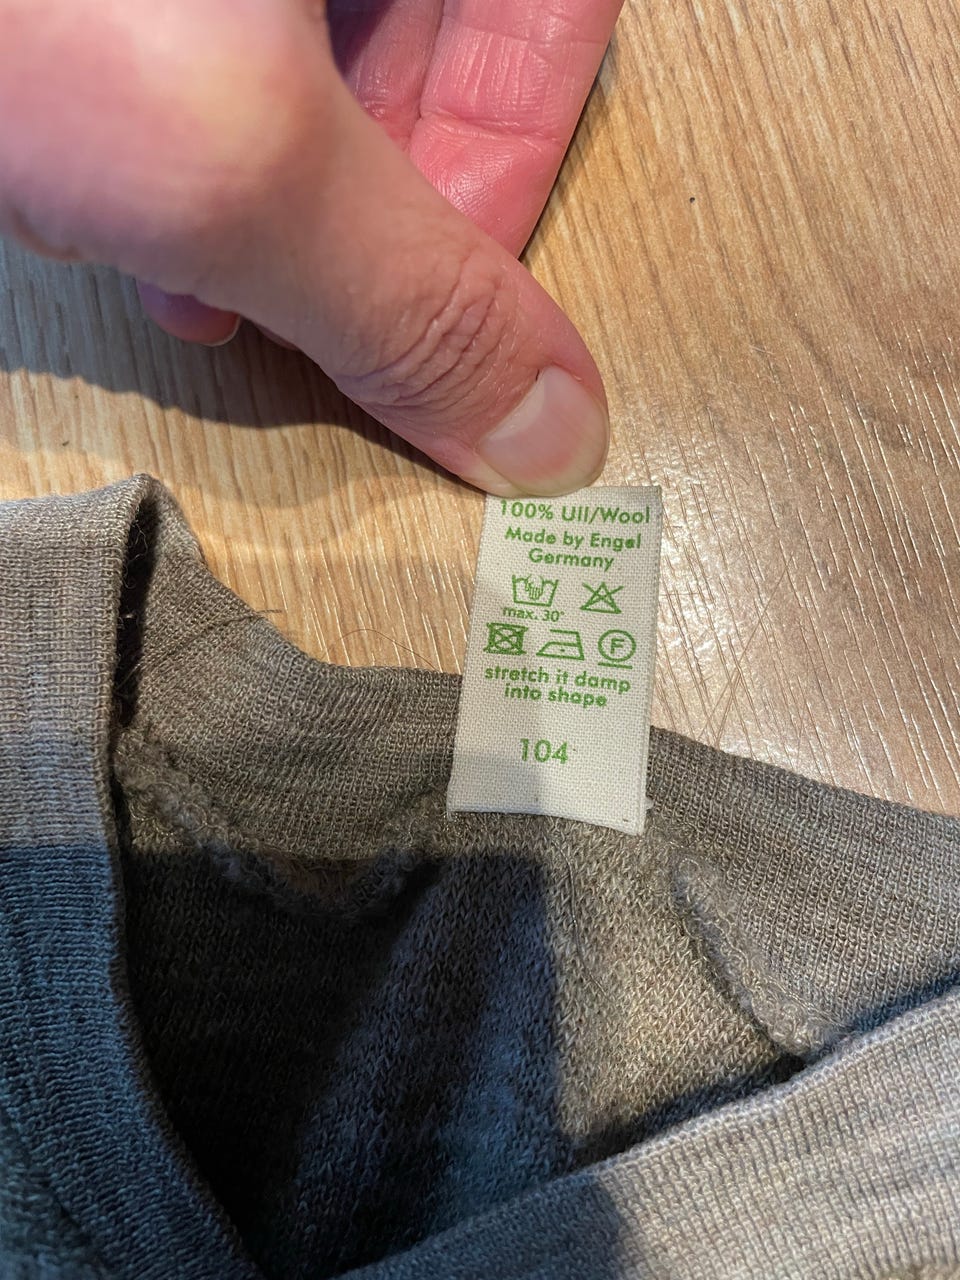 100% Ull/Wool
Made by Engel
Germany
max. 30°
F
stretch it damp
into shape
104